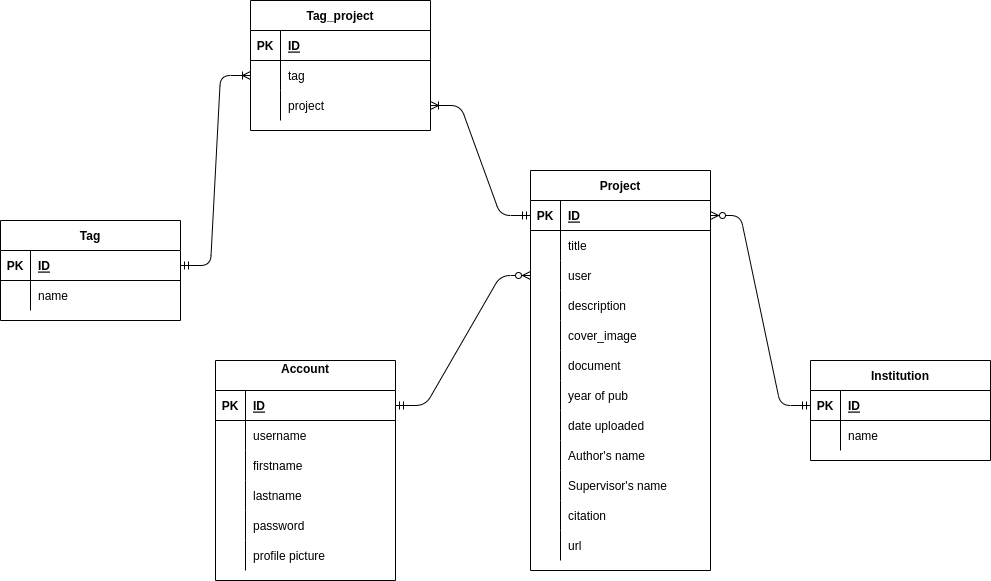 Tag_project
PK ID
tag
project
Project
PK ID
title
user
description
cover_image
document
year of pub
date uploaded
Author's name
Supervisor's name
citation
url
Tag
PK ID
name
Account
PK ID
username
firstname
lastname
password
profile picture
Institution
PK ID
name